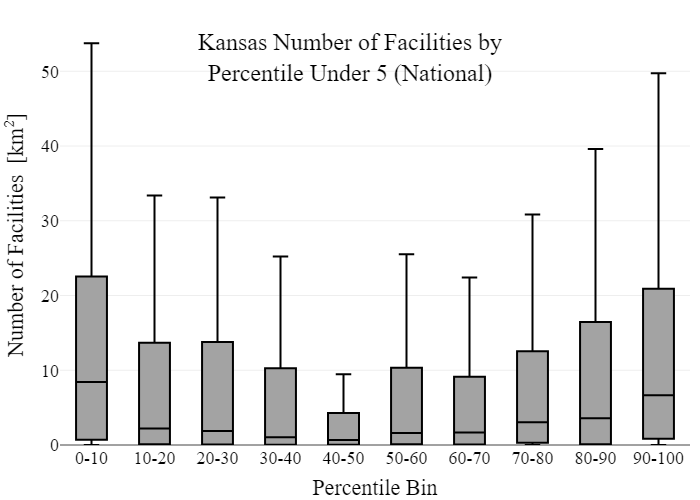 Kansas Number of Facilities by
Percentile Under 5 (National)
Number of Facilities [km²]
50
40
30
20
10
0
0-10 10-20 20-30 30-40 40-50 50-60 60-70 70-80 80-90 90-100
Percentile Bin